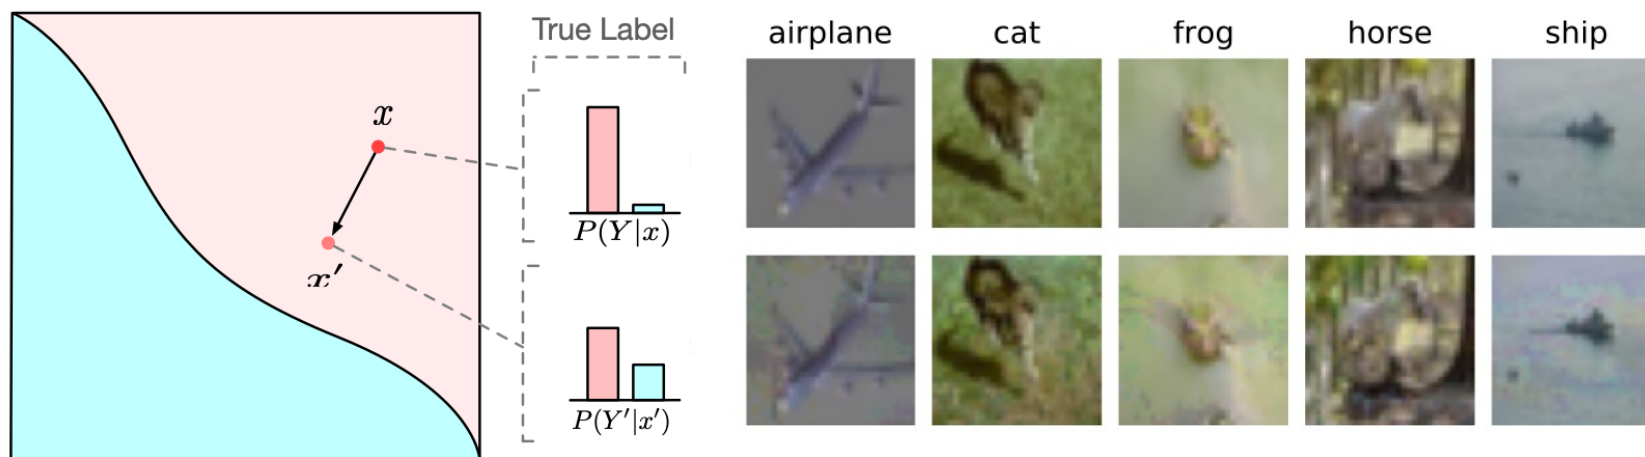 True Label
x
x′
P(Y|x)
P(Y′|x′)
airplane cat frog horse ship